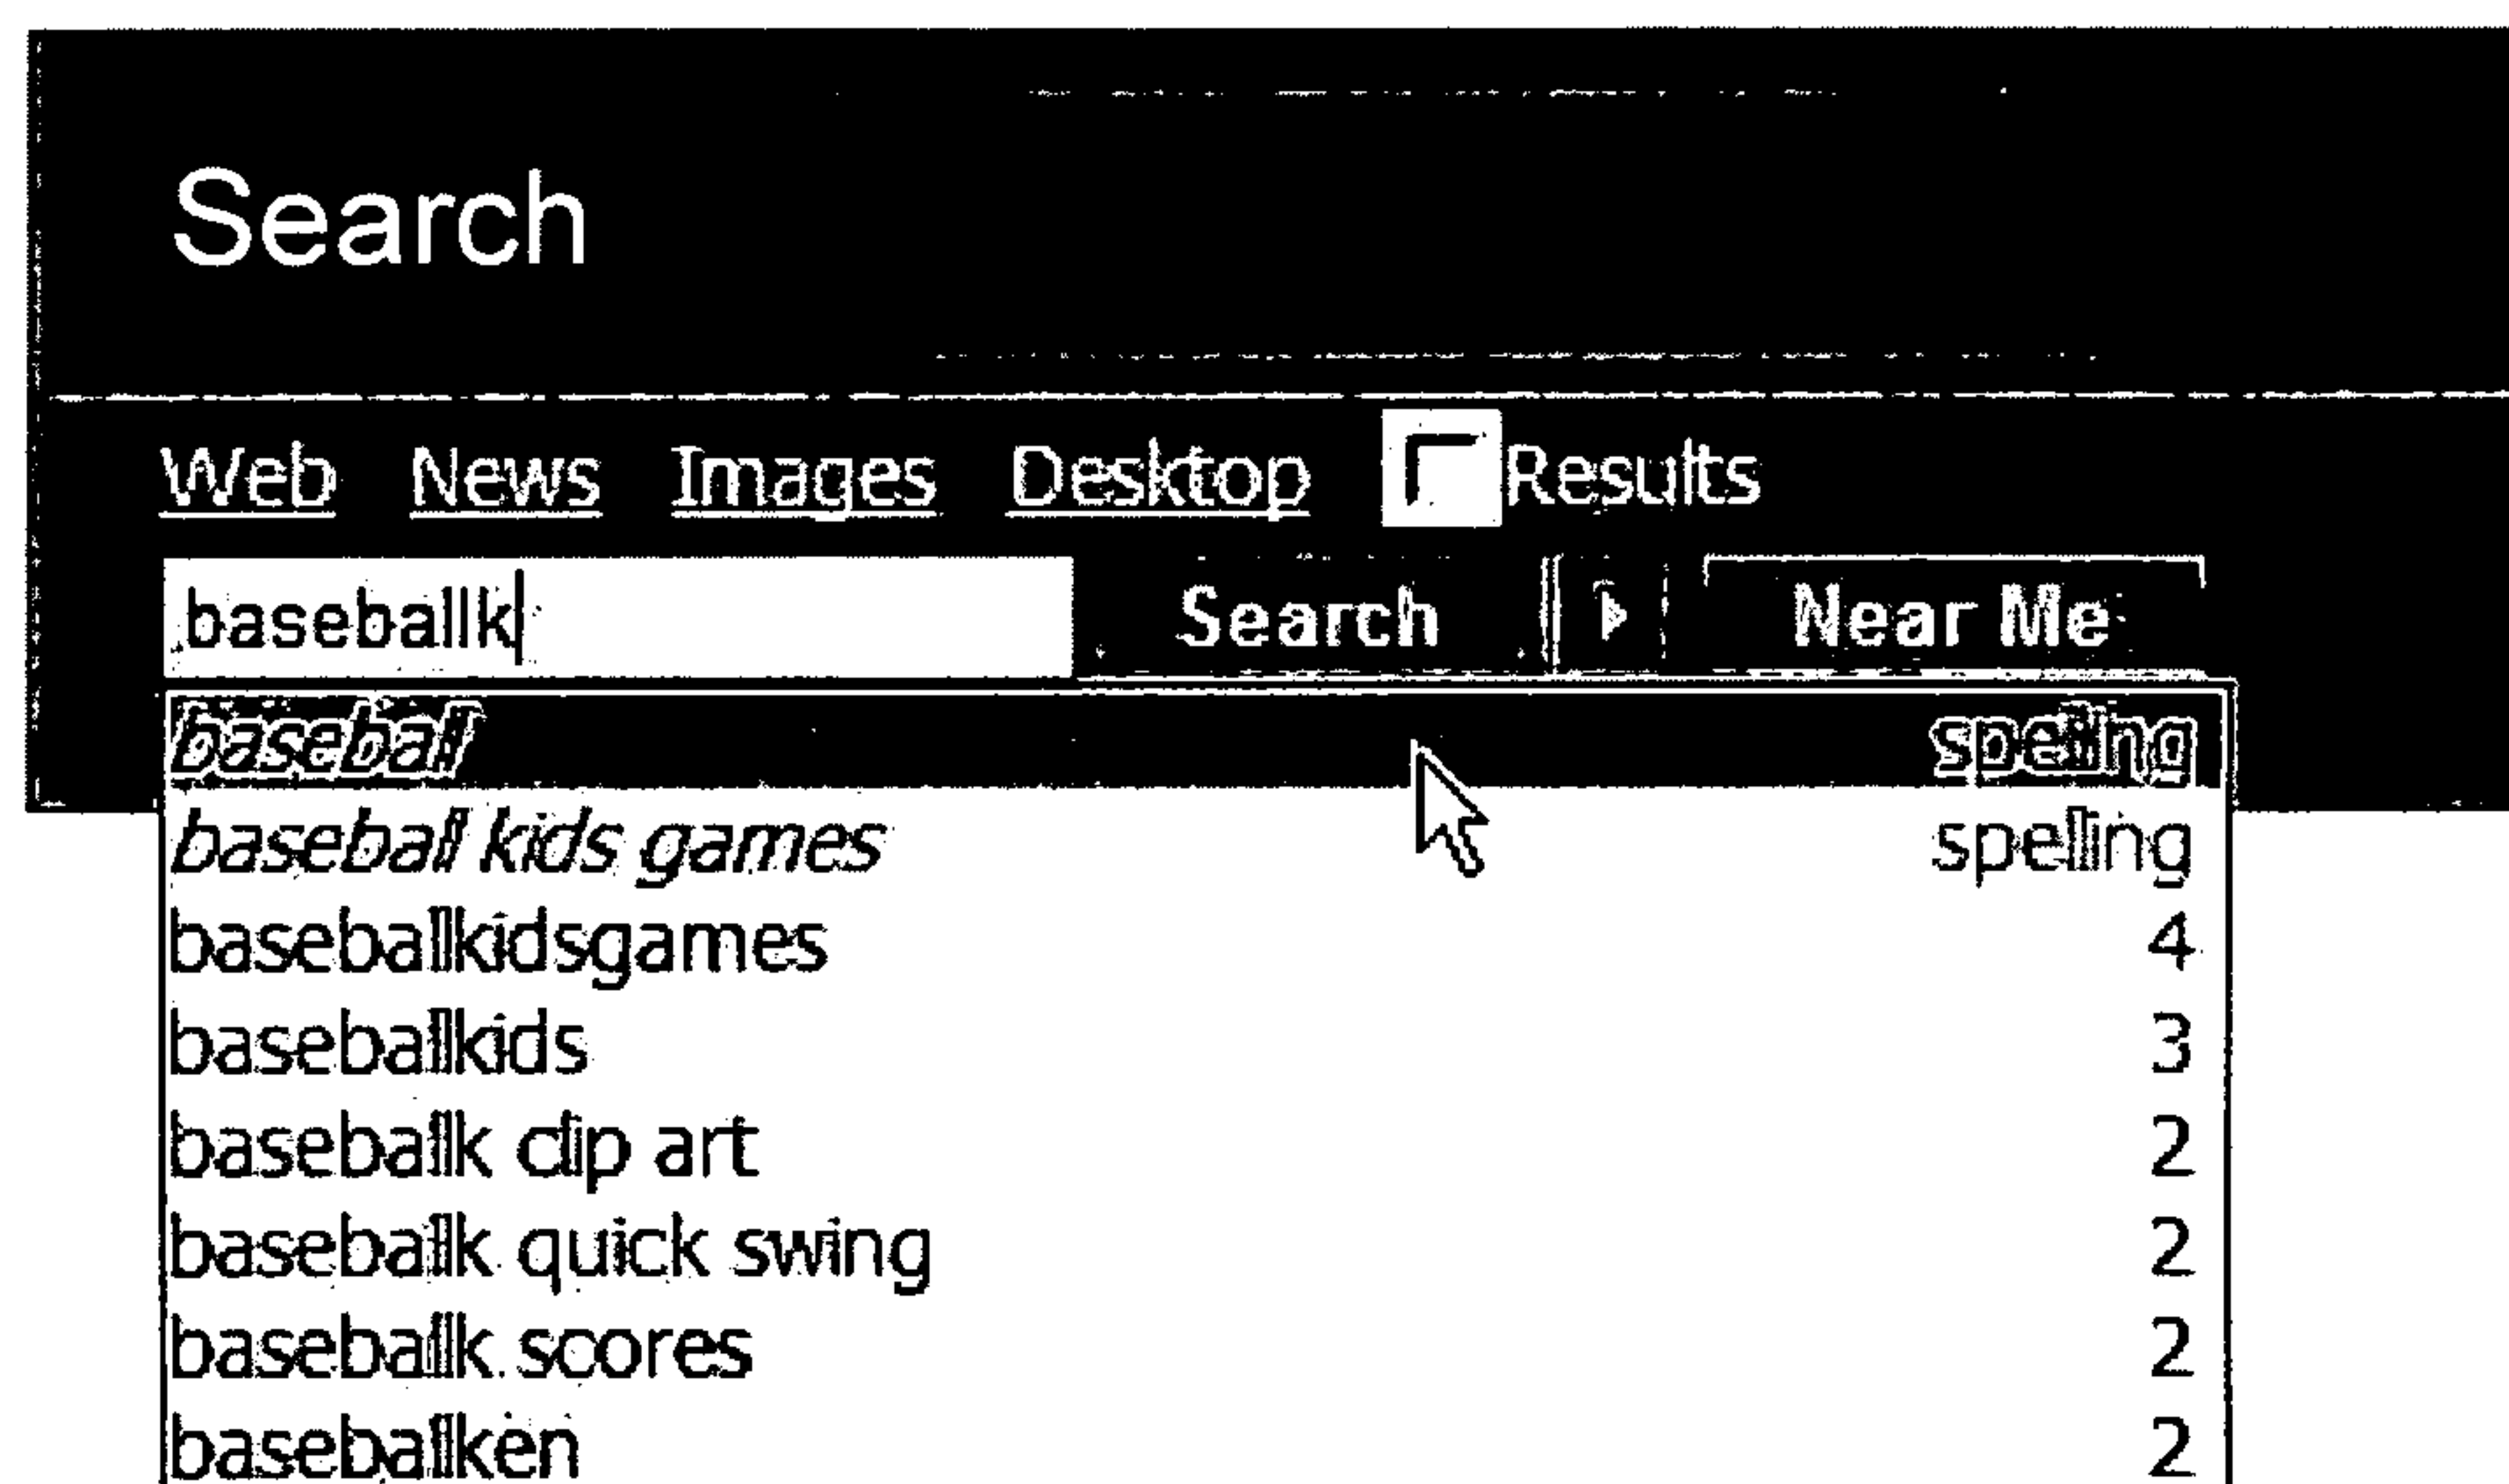 Search
Web News Images Desktop Results
baseballk Search Near Me
baseball spelling
baseball kids games spelling
baseballkidsgames 4
baseballkids 3
baseballk clip art 2
baseballk quick swing 2
baseballk scores 2
baseballken 2